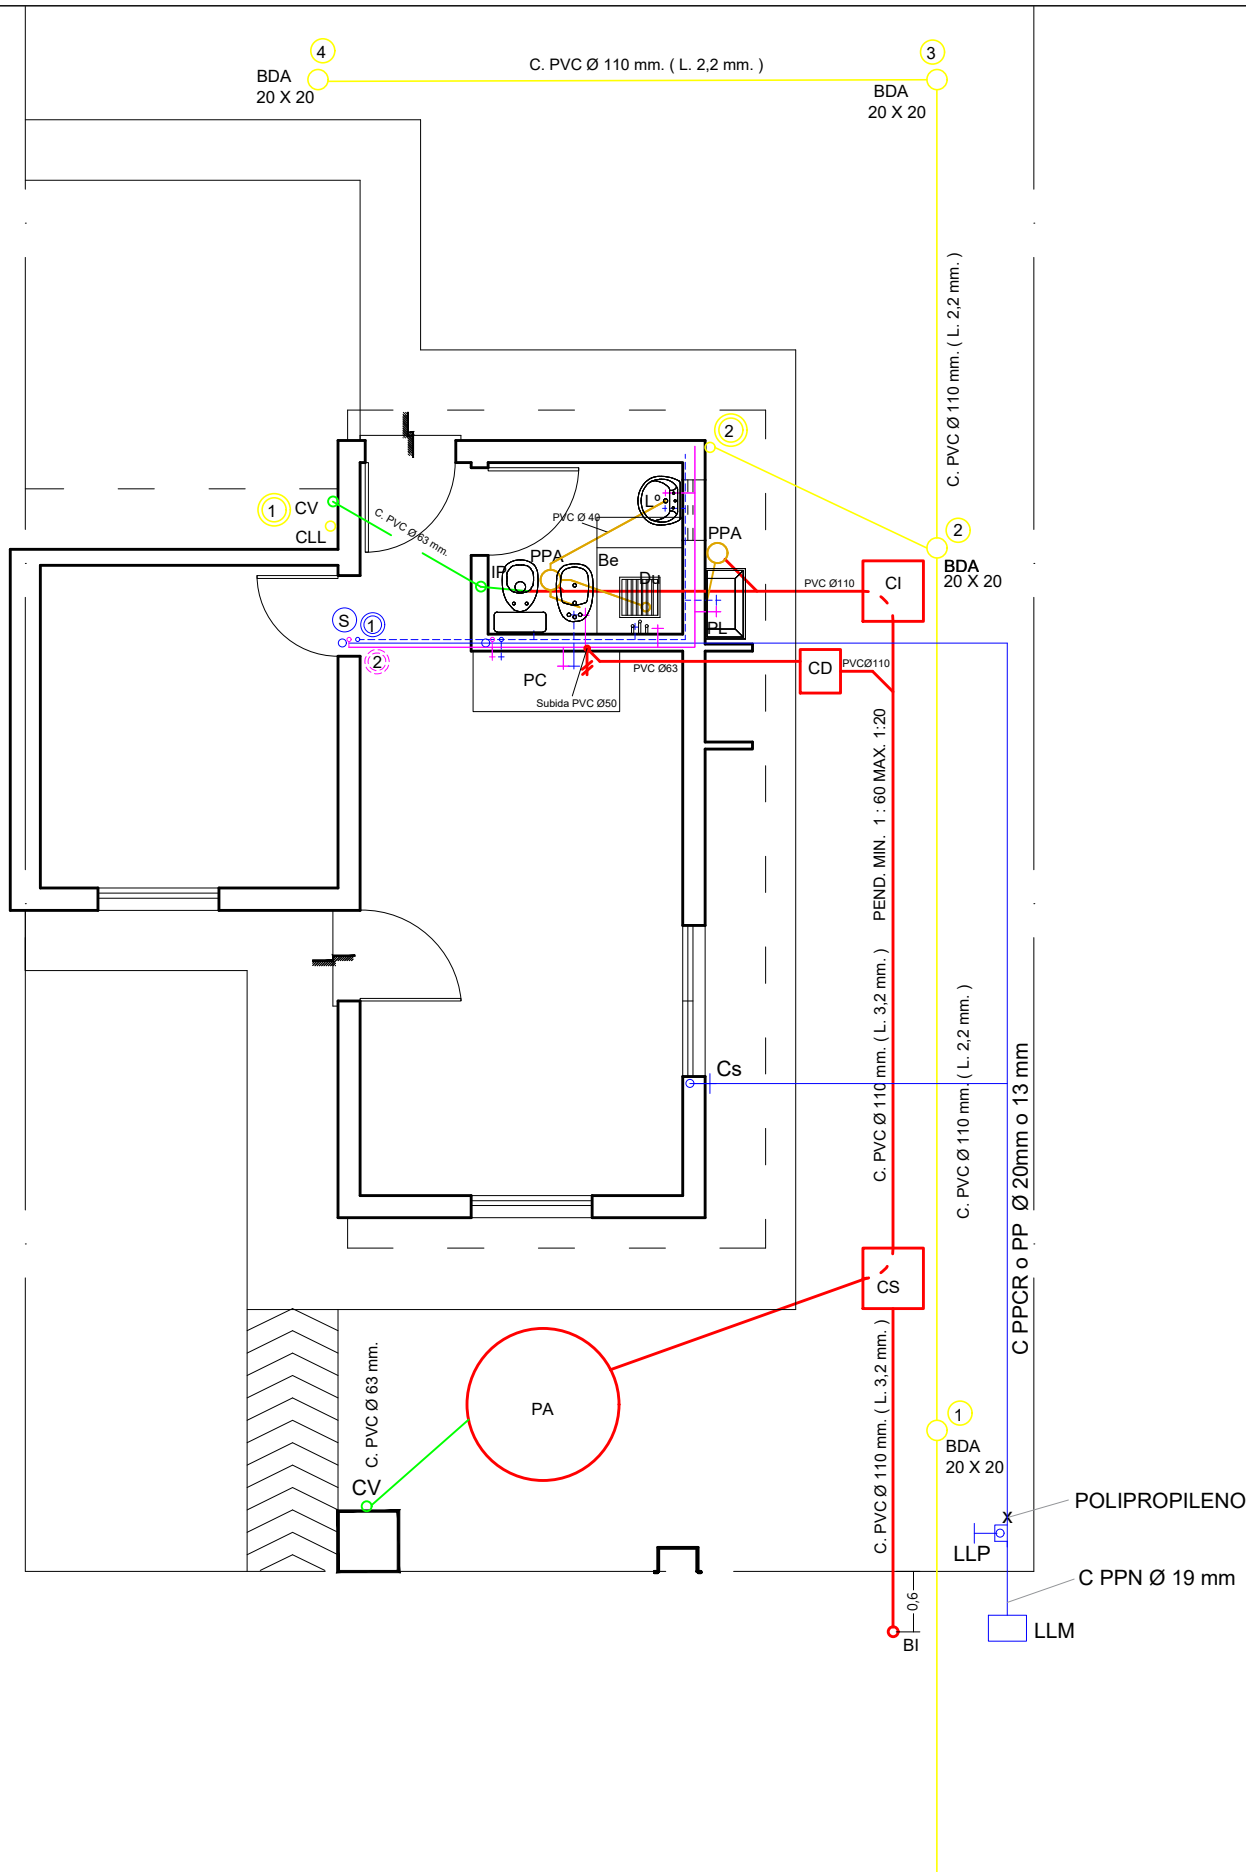 4
C. PVC Ø 110 mm. ( L. 2,2 mm. )
3
BDA
20 X 20
BDA
20 X 20
C. PVC Ø 110 mm. ( L. 2,2 mm. )
2
1
CV
CLL
C. PVC Ø 63 mm.
Lº
PVC Ø 40
PPA
2
BDA
20 X 20
PPA
Be
IP
Du
PVC Ø110
CI
S
1
2
PL
PC
PVC Ø63
CD
PVCØ110
Subida PVC Ø50
PEND. MIN. 1 : 60 MAX. 1:20
C. PVC Ø 110 mm. ( L. 3,2 mm. )
C. PVC Ø 110 mm. ( L. 2,2 mm. )
Cs
C PPCR o PP Ø 20mm o 13 mm
CS
C. PVC Ø 110 mm. ( L. 3,2 mm. )
C. PVC Ø 63 mm.
PA
1
BDA
20 X 20
CV
X
POLIPROPILENO
LLP
C PPN Ø 19 mm
0,6
BI
LLM